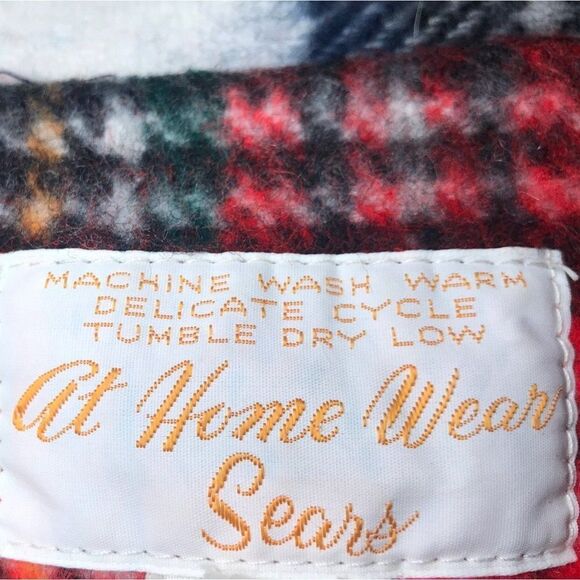 MACHINE WASH WARM
DELICATE CYCLE
TUMBLE DRY LOW
At Home Wear
Sears